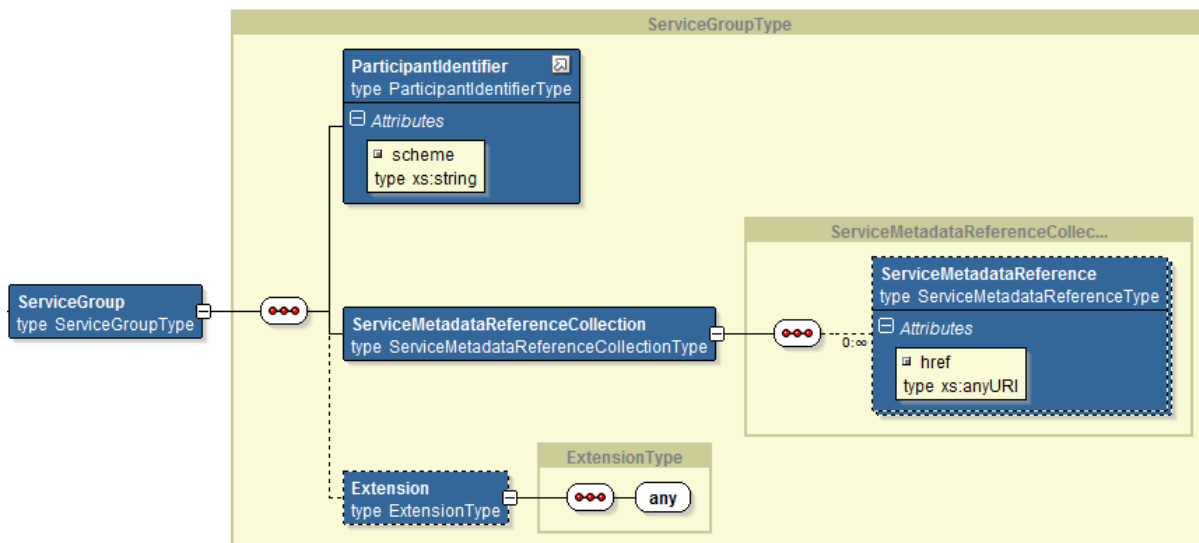 ServiceGroupType
ParticipantIdentifier
type ParticipantIdentifierType
Attributes
scheme
type xs:string
ServiceMetadataReferenceCollec...
ServiceMetadataReference
type ServiceMetadataReferenceType
Attributes
href
type xs:anyURI
0:∞
ServiceGroup
type ServiceGroupType
ServiceMetadataReferenceCollection
type ServiceMetadataReferenceCollectionType
ExtensionType
Extension
type ExtensionType
any